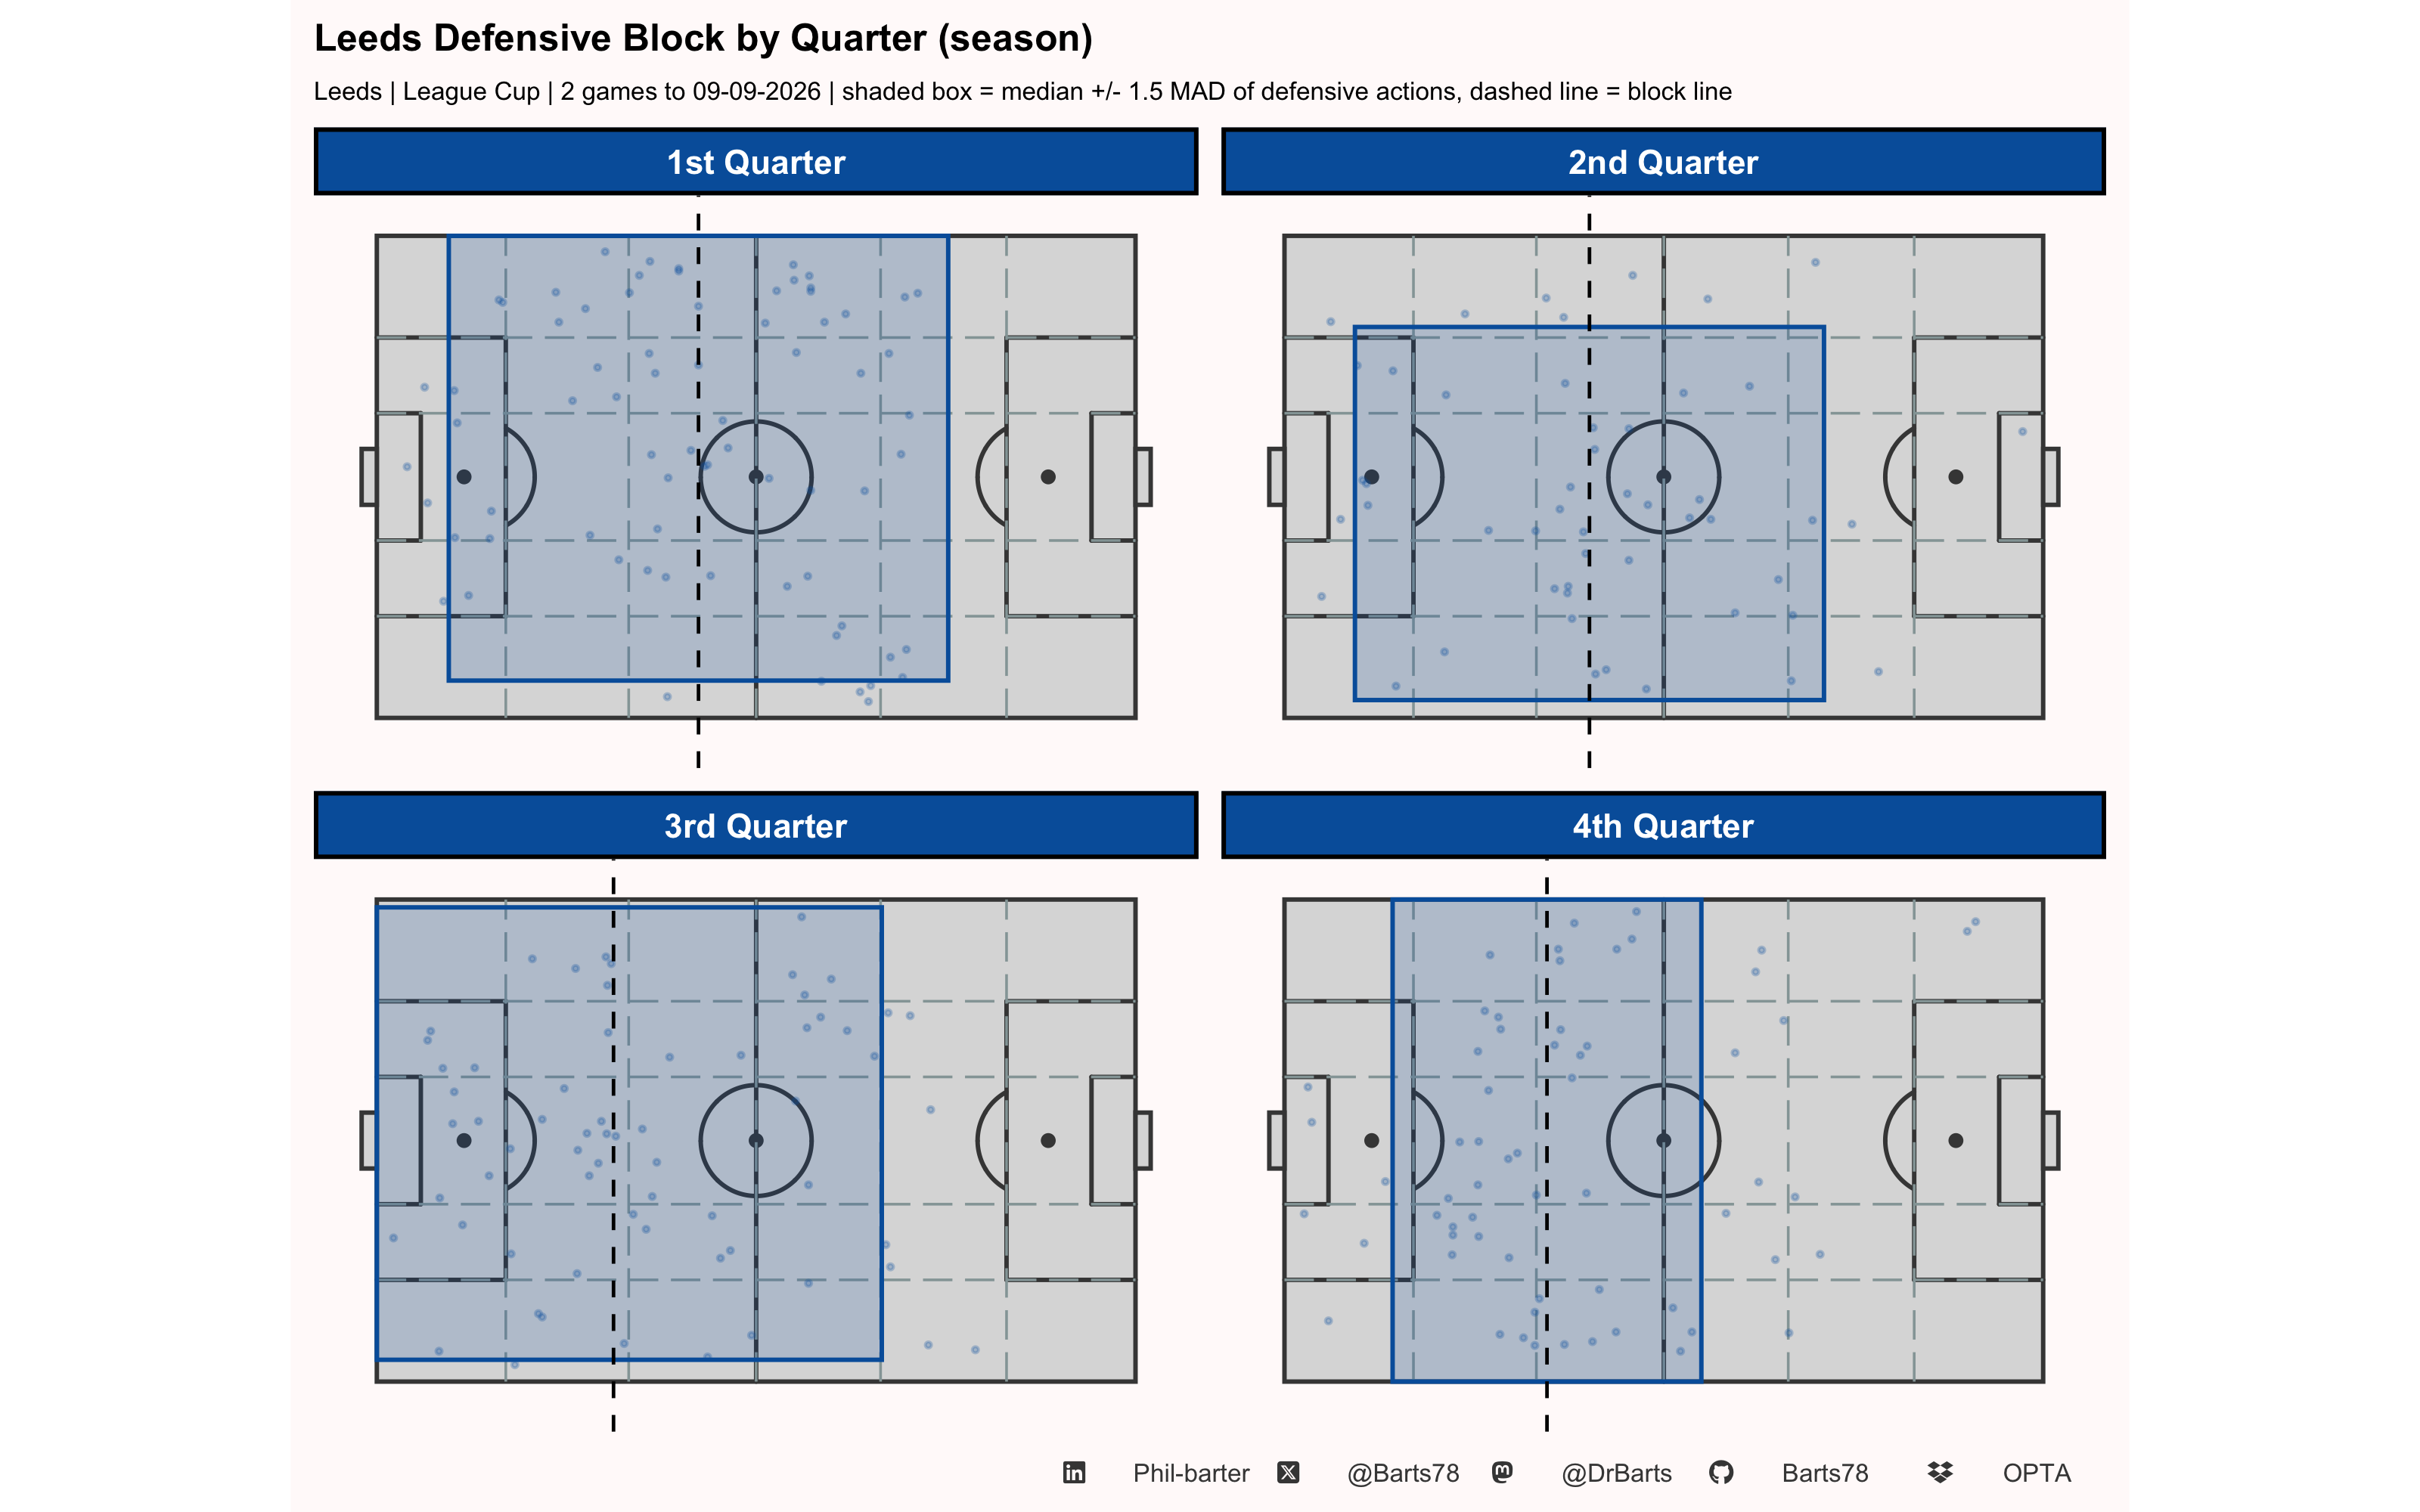 Leeds Defensive Block by Quarter (season)
Leeds | League Cup | 2 games to 09-09-2026 | shaded box = median +/- 1.5 MAD of defensive actions, dashed line = block line
1st Quarter
2nd Quarter
3rd Quarter
4th Quarter
Phil-barter @Barts78 @DrBarts Barts78 OPTA